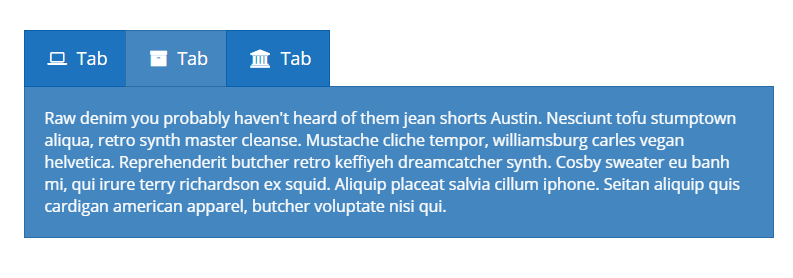 Tab Tab Tab
Raw denim you probably haven't heard of them jean shorts Austin. Nesciunt tofu stumptown
aliqua, retro synth master cleanse. Mustache cliche tempor, williamsburg carles vegan
helvetica. Reprehenderit butcher retro keffiyeh dreamcatcher synth. Cosby sweater eu banh
mi, qui irure terry richardson ex squid. Aliquip placeat salvia cillum iphone. Seitan aliquip quis
cardigan american apparel, butcher voluptate nisi qui.